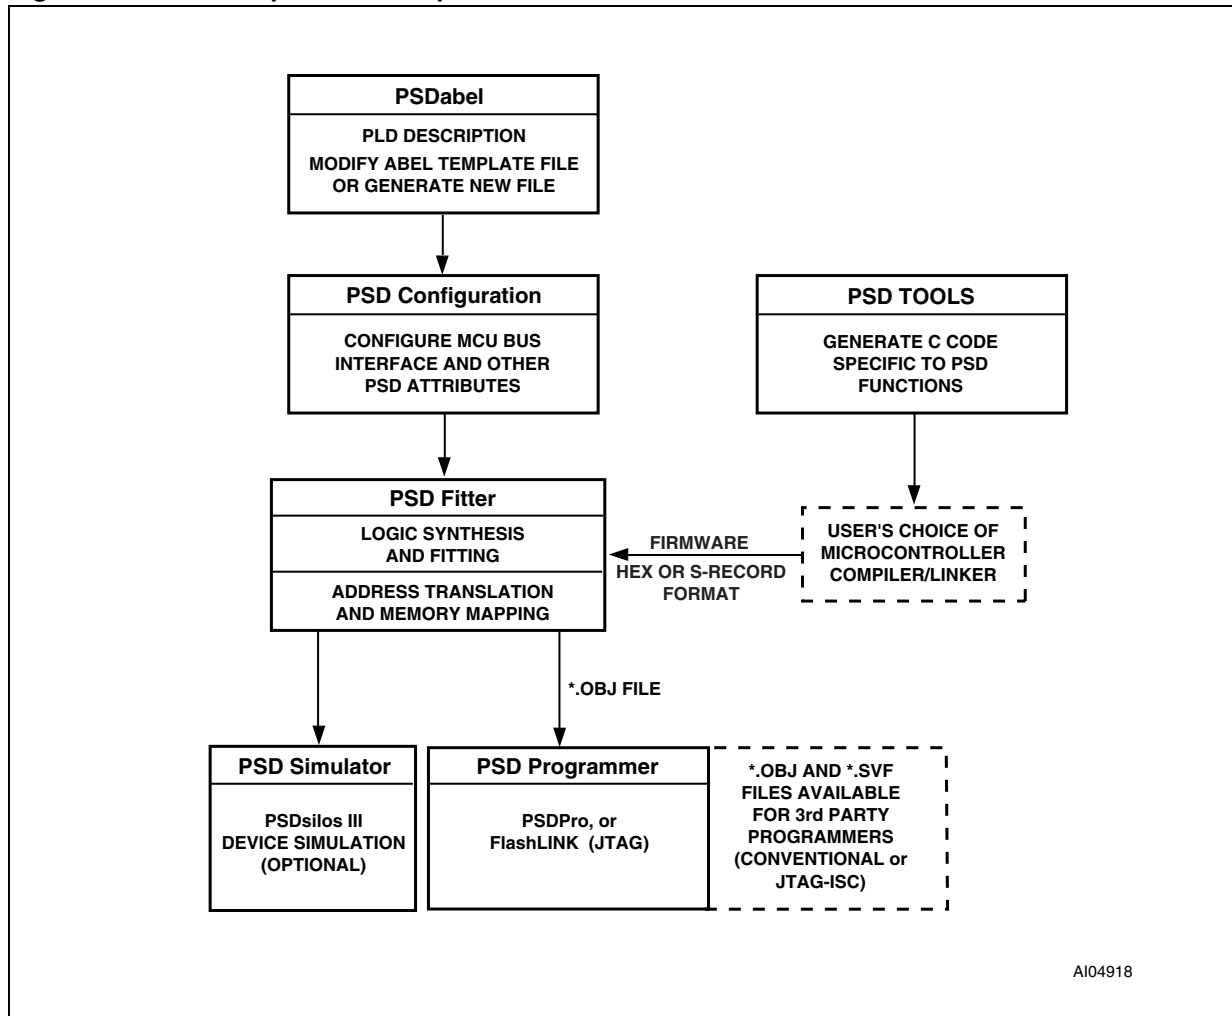 PSDabel
PLD DESCRIPTION
MODIFY ABEL TEMPLATE FILE
OR GENERATE NEW FILE
PSD Configuration
CONFIGURE MCU BUS
INTERFACE AND OTHER
PSD ATTRIBUTES
PSD TOOLS
GENERATE C CODE
SPECIFIC TO PSD
FUNCTIONS
PSD Fitter
LOGIC SYNTHESIS
AND FITTING
ADDRESS TRANSLATION
AND MEMORY MAPPING
FIRMWARE
HEX OR S-RECORD
FORMAT
USER'S CHOICE OF
MICROCONTROLLER
COMPILER/LINKER
*.OBJ FILE
PSD Simulator
PSDsilos III
DEVICE SIMULATION
(OPTIONAL)
PSD Programmer
PSDPro, or
FlashLINK (JTAG)
*.OBJ AND *.SVF
FILES AVAILABLE
FOR 3rd PARTY
PROGRAMMERS
(CONVENTIONAL or
JTAG-ISC)
AI04918